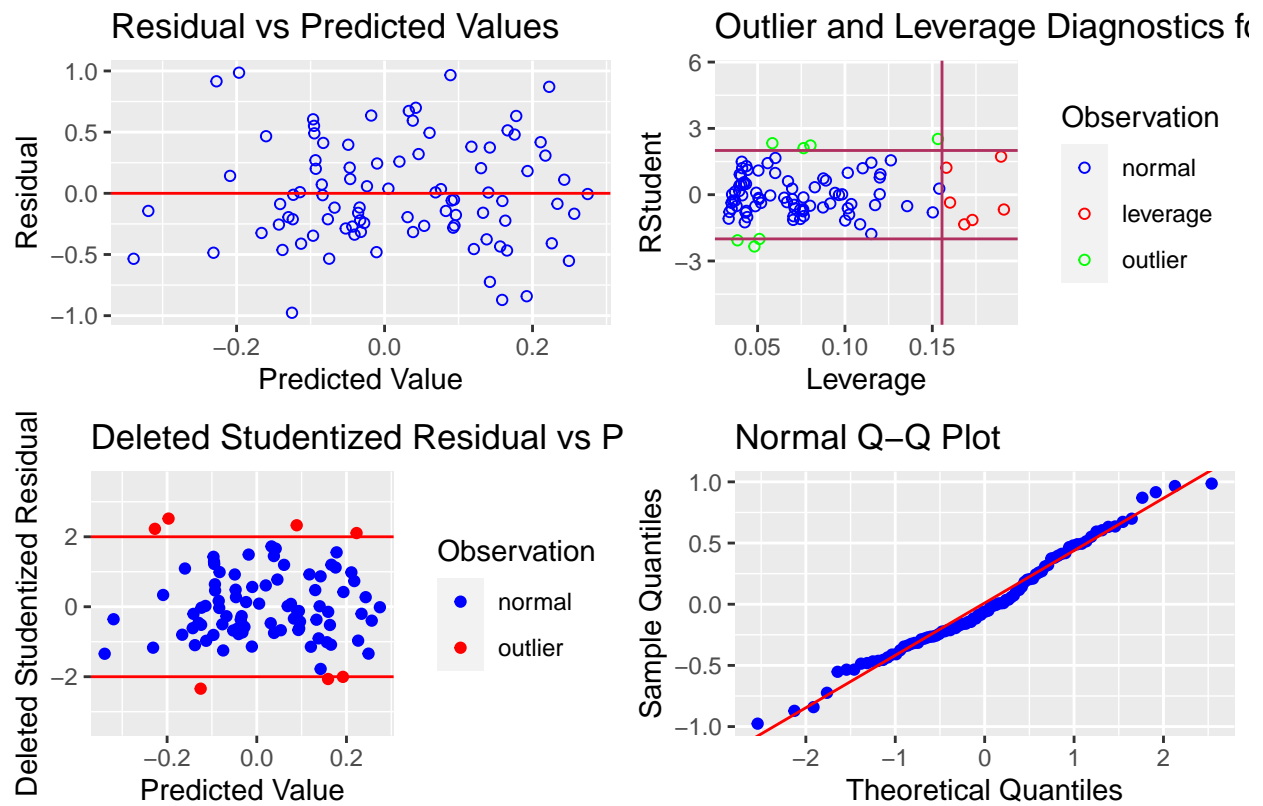 Residual vs Predicted Values
1.0
0.5
0.0
−0.5
−1.0
Residual
−0.2
0.0
0.2
Predicted Value
Outlier and Leverage Diagnostics fo
6
3
0
−3
RStudent
0.05
0.10
0.15
Leverage
Observation
normal
leverage
outlier
Deleted Studentized Residual vs P
2
0
−2
Deleted Studentized Residual
−0.2
0.0
0.2
Predicted Value
Observation
normal
outlier
Normal Q−Q Plot
1.0
0.5
0.0
−0.5
−1.0
Sample Quantiles
−2
−1
0
1
2
Theoretical Quantiles